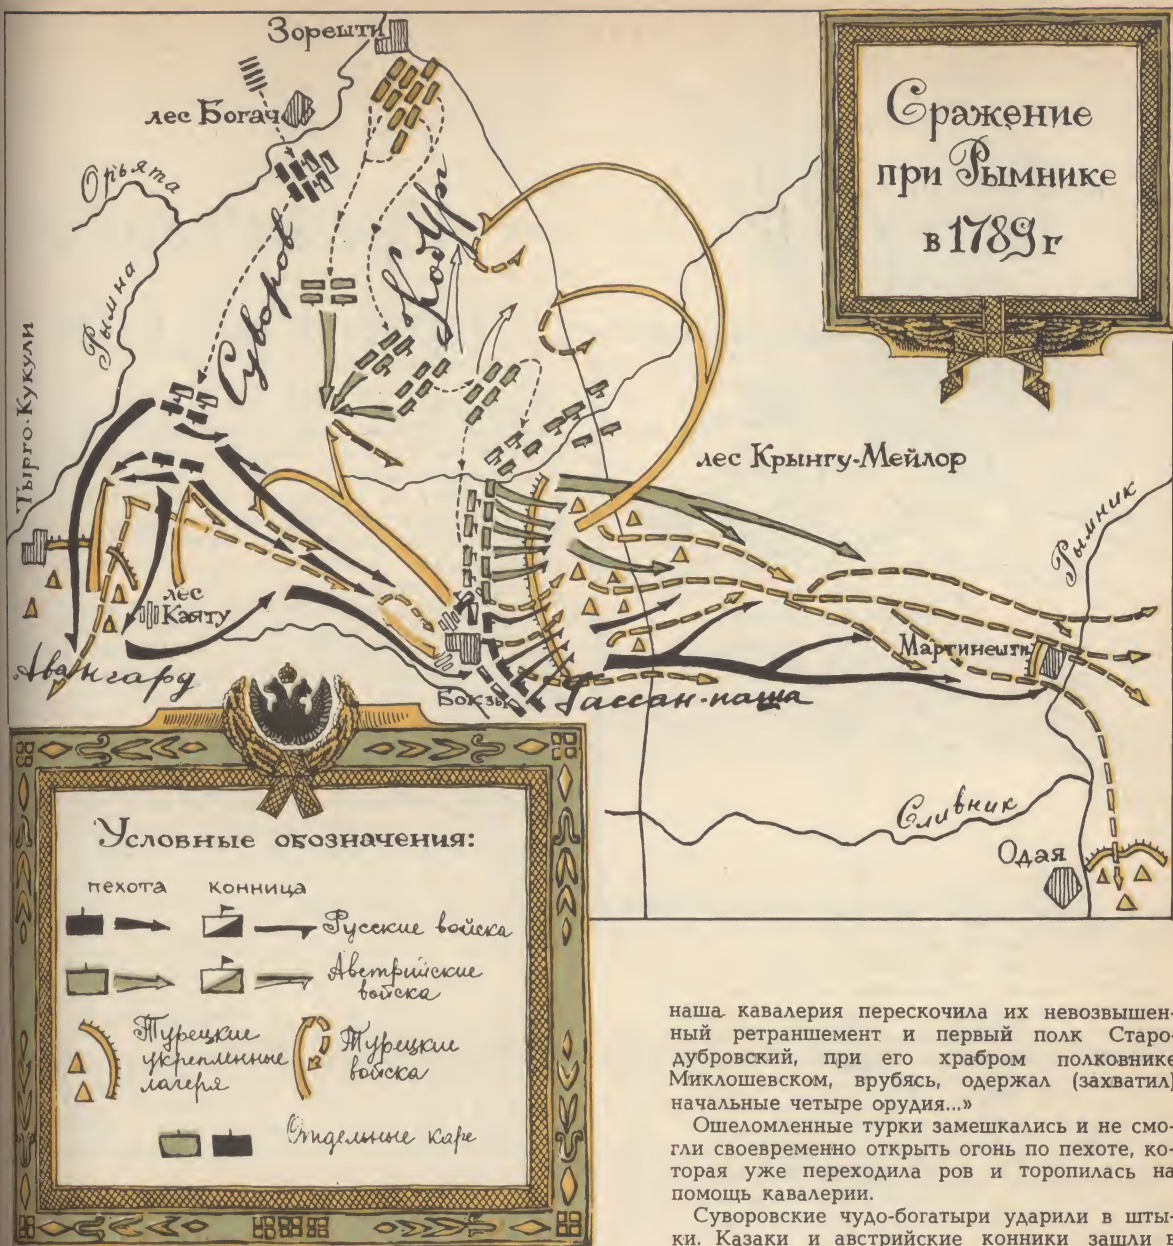 Зорешти
лес Богач
Сражение
при Рымнике
в 1789 г
Орьята
Рымна
Суворов
Кобург
Тырго-Кукули
лес Крынгу-Мейлор
Рымник
лес
Каяту
Авангард
Бокзы
Гассан-паша
Мартинешти
Сливник
Одая
Условные обозначения:
пехота конница
Русские войска
Австрийские
войска
Турецкие
укрепленные
лагеря
Турецкие
войска
Отдельные каре
наша кавалерия перескочила их невозвышен-
ный ретраншемент и первый полк Старо-
дубровский, при его храбром полковнике
Миклошевском, врубясь, одержал (захватил)
начальные четыре орудия...»
Ошеломленные турки замешкались и не смо-
гли своевременно открыть огонь по пехоте, ко-
торая уже переходила ров и торопилась на
помощь кавалерии.
Суворовские чудо-богатыри ударили в шты-
ки. Казаки и австрийские конники зашли в